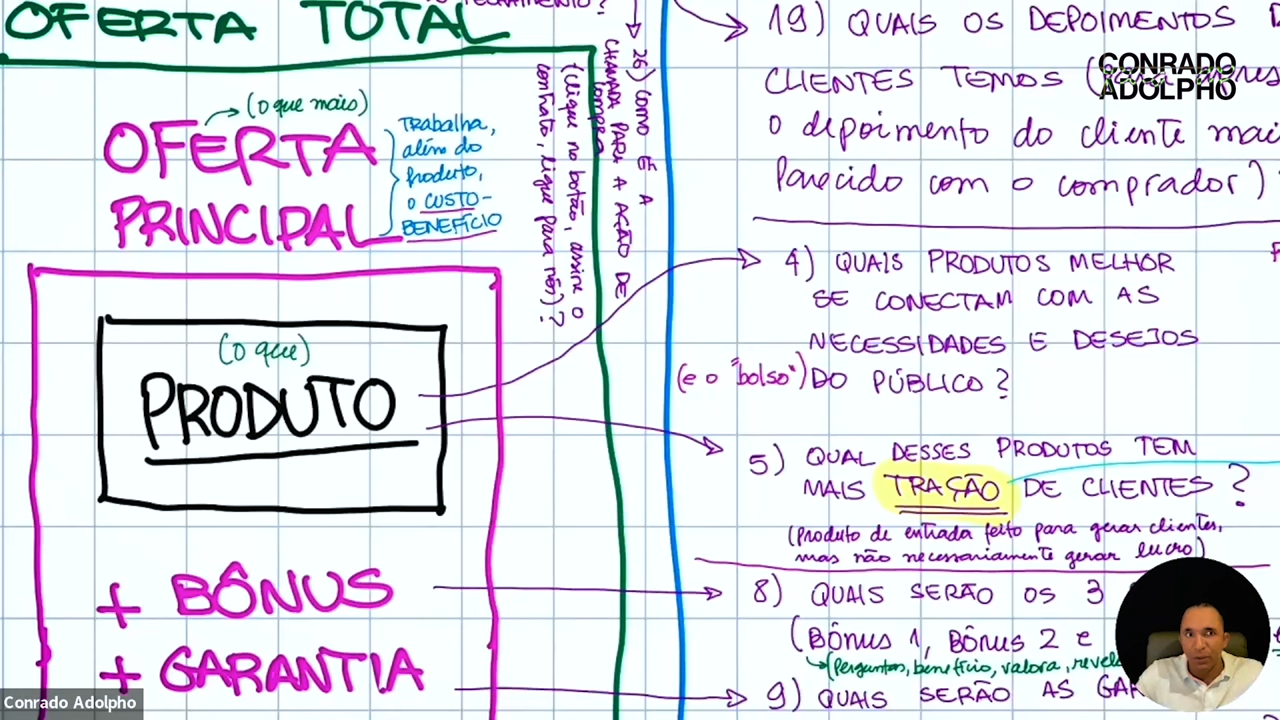 OFERTA TOTAL
(o que mais)
OFERTA
PRINCIPAL
Trabalha,
além do
produto,
o CUSTO-
BENEFÍCIO
(o que)
PRODUTO
+ BÔNUS
+ GARANTIA
26) COMO É A
CHAMADA PARA A AÇÃO DE
COMPRA
(clique no botão, assine o
contrato, ligue para nós)?
19) QUAIS OS DEPOIMENTOS
CLIENTES TEMOS (para
o depoimento do cliente mais
parecido com o comprador)?
4) QUAIS PRODUTOS MELHOR
SE CONECTAM COM AS
NECESSIDADES E DESEJOS
(e o "bolso") DO PÚBLICO?
5) QUAL DESSES PRODUTOS TEM
MAIS TRAÇÃO DE CLIENTES?
(produto de entrada feito para gerar clientes,
mas não necessariamente gerar lucro)
8) QUAIS SERÃO OS 3
(BÔNUS 1, BÔNUS 2 e
(perguntas, benefício, valora,
9) QUAIS SERÃO AS
CONRADO
ADOLPHO
Conrado Adolpho